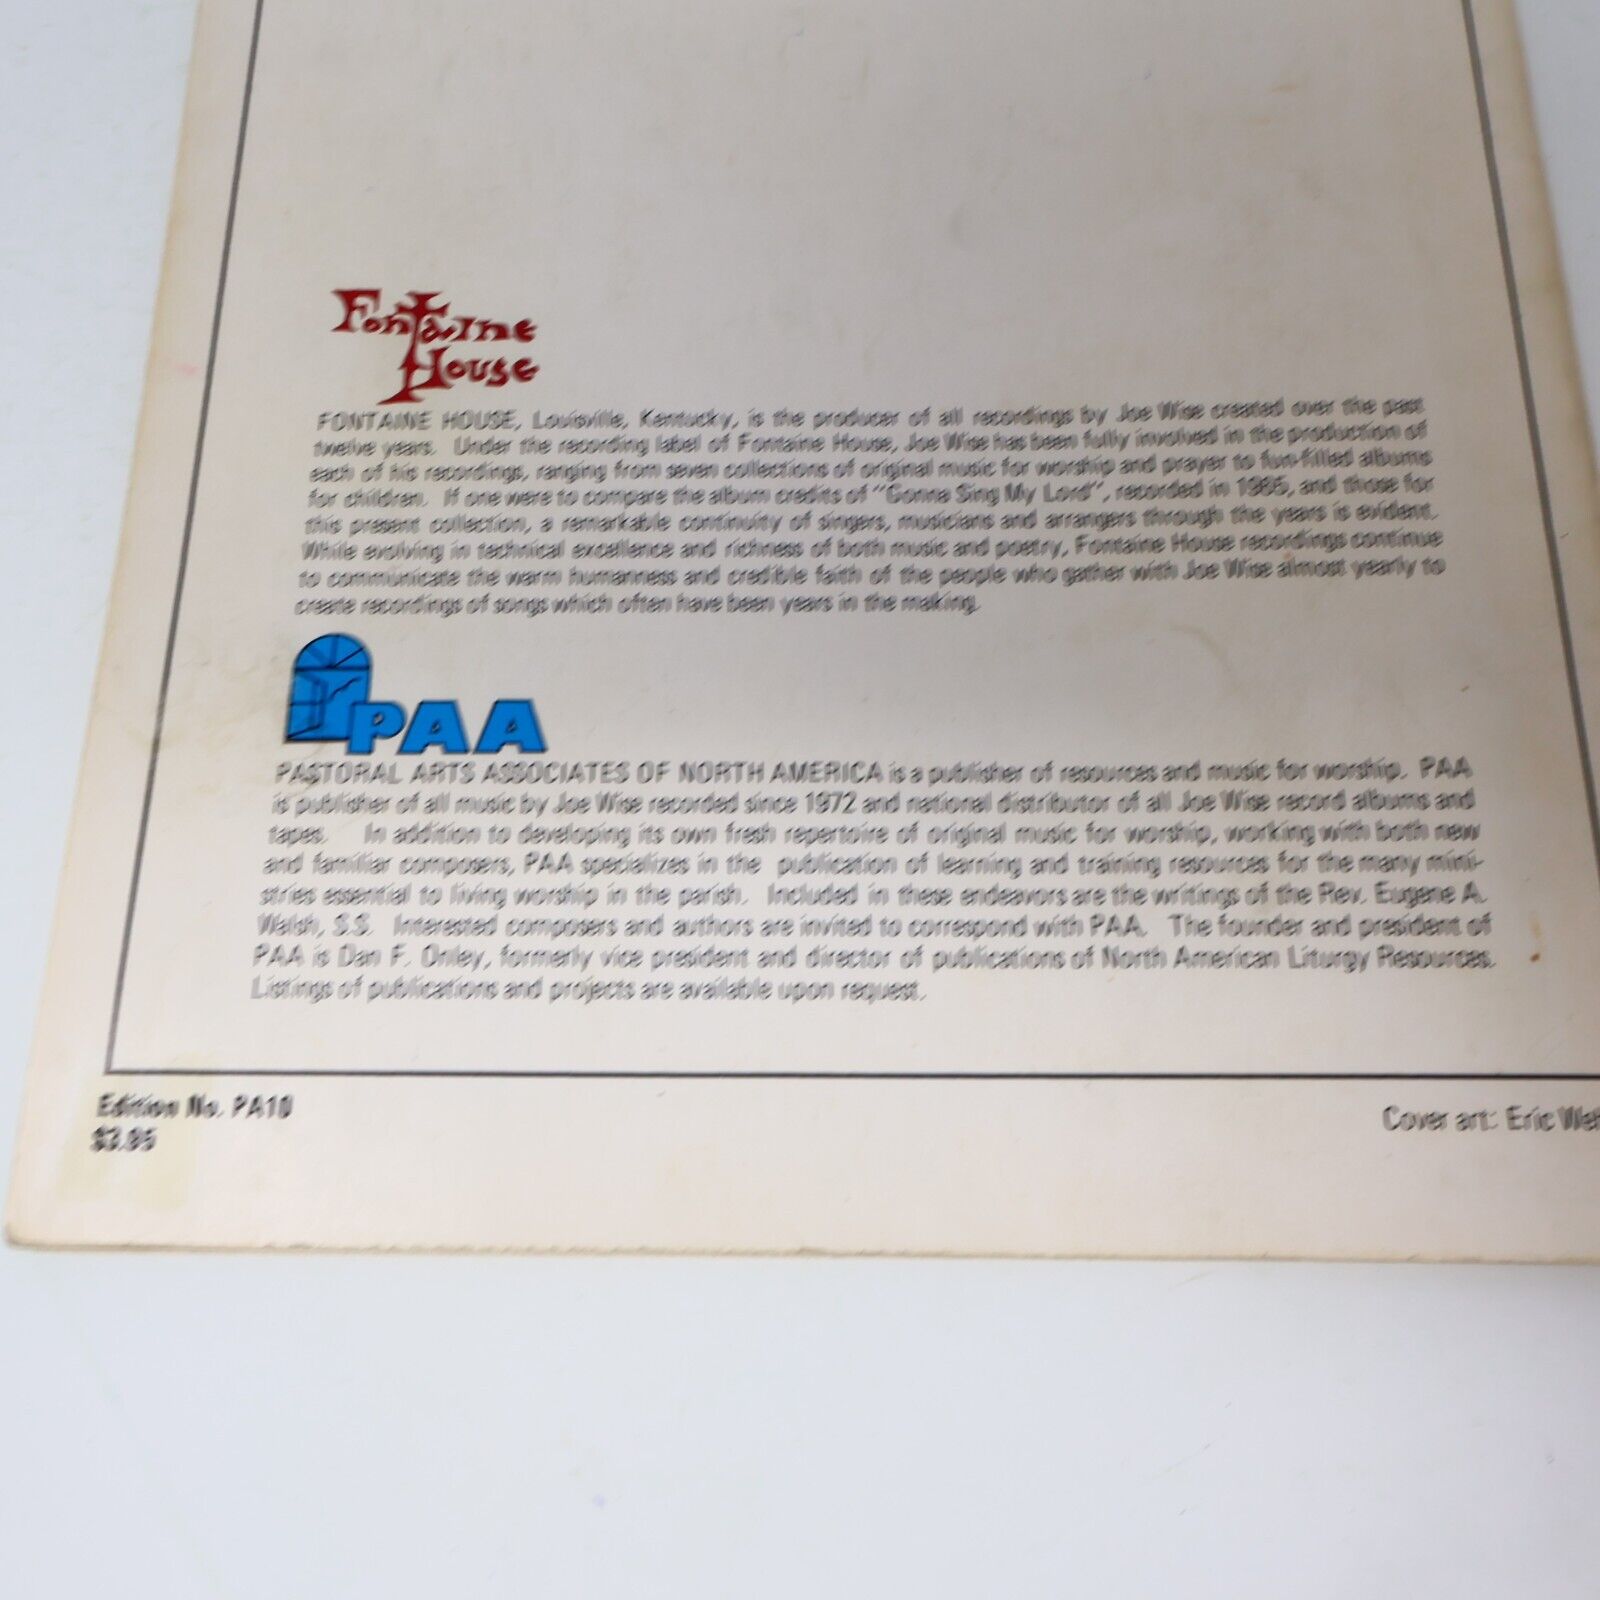 Fontaine
House
FONTAINE HOUSE, Louisville, Kentucky, is the producer of all recordings by Joe Wise created over the past
twelve years. Under the recording label of Fontaine House, Joe Wise has been fully involved in the production of
each of his recordings, ranging from seven collections of original music for worship and prayer to fun-filled albums
for children. If one were to compare the album credits of "Gonna Sing My Lord", recorded in and those for
this present collection, a remarkable continuity of singers, musicians and arrangers through the years is evident.
While evolving in technical excellence and richness of both music and poetry, Fontaine House recordings continue
to communicate the warm humanness and credible faith of the people who gather with Joe Wise almost yearly to
create recordings of songs which often have been years in the making.
PAA
PASTORAL ARTS ASSOCIATES OF NORTH AMERICA is a publisher of resources and music for worship. PAA
is publisher of all music by Joe Wise recorded since 1972 and national distributor of all Joe Wise record albums and
tapes. In addition to developing its own fresh repertoire of original music for worship, working with both new
and familiar composers, PAA specializes in the publication of learning and training resources for the many mini-
stries essential to living worship in the parish. Included in these endeavors are the writings of the Rev. Eugene A.
Walsh, S.S. Interested composers and authors are invited to correspond with PAA. The founder and president of
PAA is Dan F. Onley, formerly vice president and director of publications of North American Liturgy Resources.
Listings of publications and projects are available upon request.
Edition No. PA10
Cover art: Eric